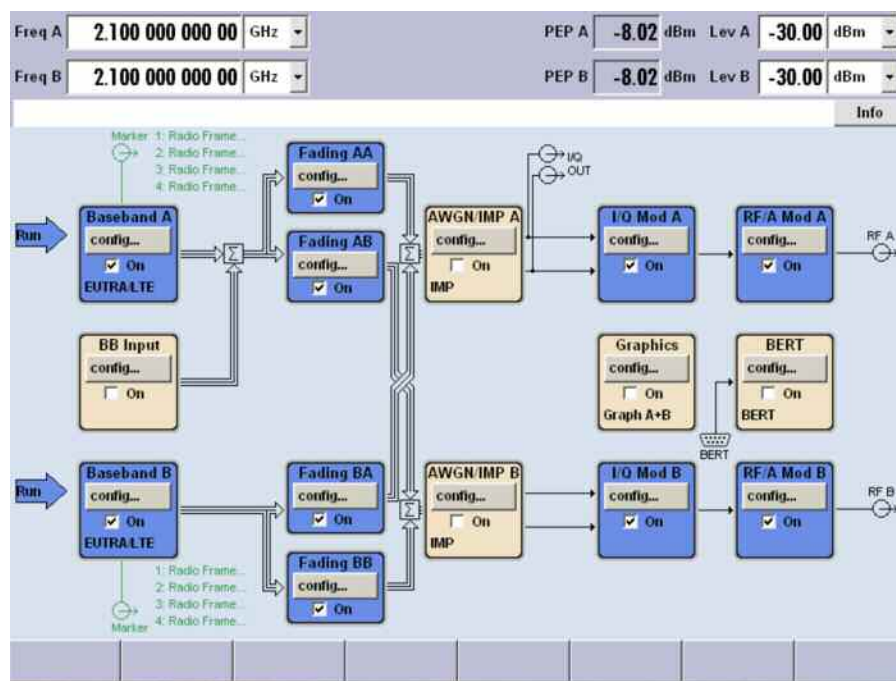 Freq A 2.100 000 000 00 GHz PEP A -8.02 dBm Lev A -30.00 dBm
Freq B 2.100 000 000 00 GHz PEP B -8.02 dBm Lev B -30.00 dBm
Info
Marker 1: Radio Frame...
2: Radio Frame...
3: Radio Frame...
4: Radio Frame...
Fading AA
config...
On
I/Q
OUT
Run
Baseband A
config...
On
EUTRA/LTE
Σ
Fading AB
config...
On
Σ
AWGN/IMP A
config...
On
IMP
I/Q Mod A
config...
On
RF/A Mod A
config...
On
RF A
BB Input
config...
On
Graphics
config...
On
Graph A+B
BERT
config...
On
BERT
BERT
Run
Baseband B
config...
On
EUTRA/LTE
Fading BA
config...
On
Σ
AWGN/IMP B
config...
On
IMP
I/Q Mod B
config...
On
RF/A Mod B
config...
On
RF B
Fading BB
config...
On
1: Radio Frame...
2: Radio Frame...
3: Radio Frame...
Marker 4: Radio Frame...